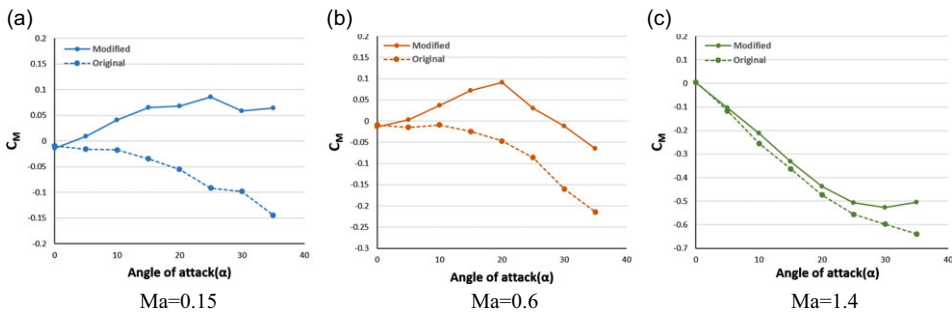 (a)
0.2
0.15
0.1
0.05
0
-0.05
-0.1
-0.15
-0.2
C_M
Modified
Original
0 10 20 30 40
Angle of attack(α)
Ma=0.15
(b)
0.2
0.15
0.1
0.05
0
-0.05
-0.1
-0.15
-0.2
-0.25
-0.3
C_M
Modified
Original
0 10 20 30 40
Angle of attack(α)
Ma=0.6
(c)
0.2
0.1
0
-0.1
-0.2
-0.3
-0.4
-0.5
-0.6
-0.7
C_M
Modified
Original
0 10 20 30 40
Angle of attack(α)
Ma=1.4